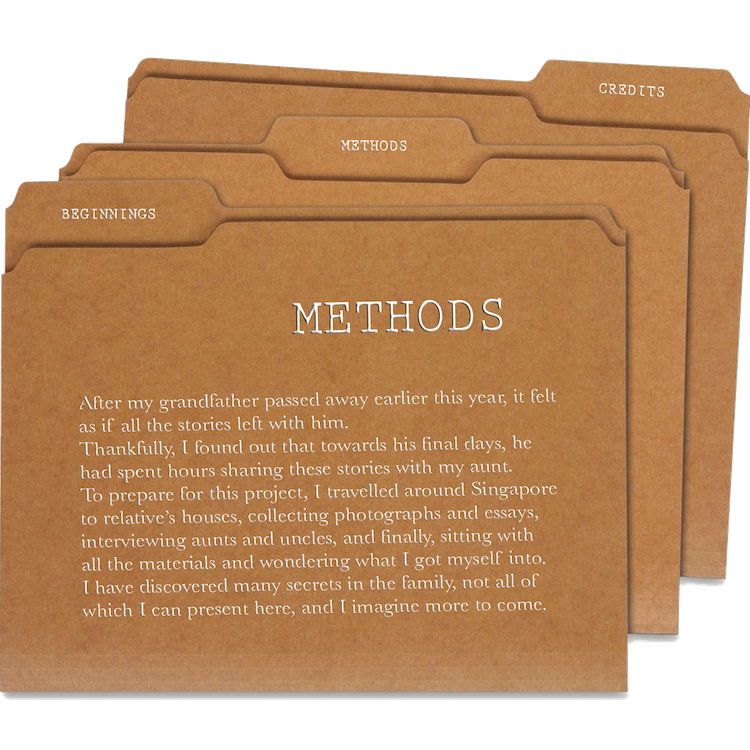 CREDITS
METHODS
BEGINNINGS
METHODS
After my grandfather passed away earlier this year, it felt
as if all the stories left with him.
Thankfully, I found out that towards his final days, he
had spent hours sharing these stories with my aunt.
To prepare for this project, I travelled around Singapore
to relative's houses, collecting photographs and essays,
interviewing aunts and uncles, and finally, sitting with
all the materials and wondering what I got myself into.
I have discovered many secrets in the family, not all of
which I can present here, and I imagine more to come.